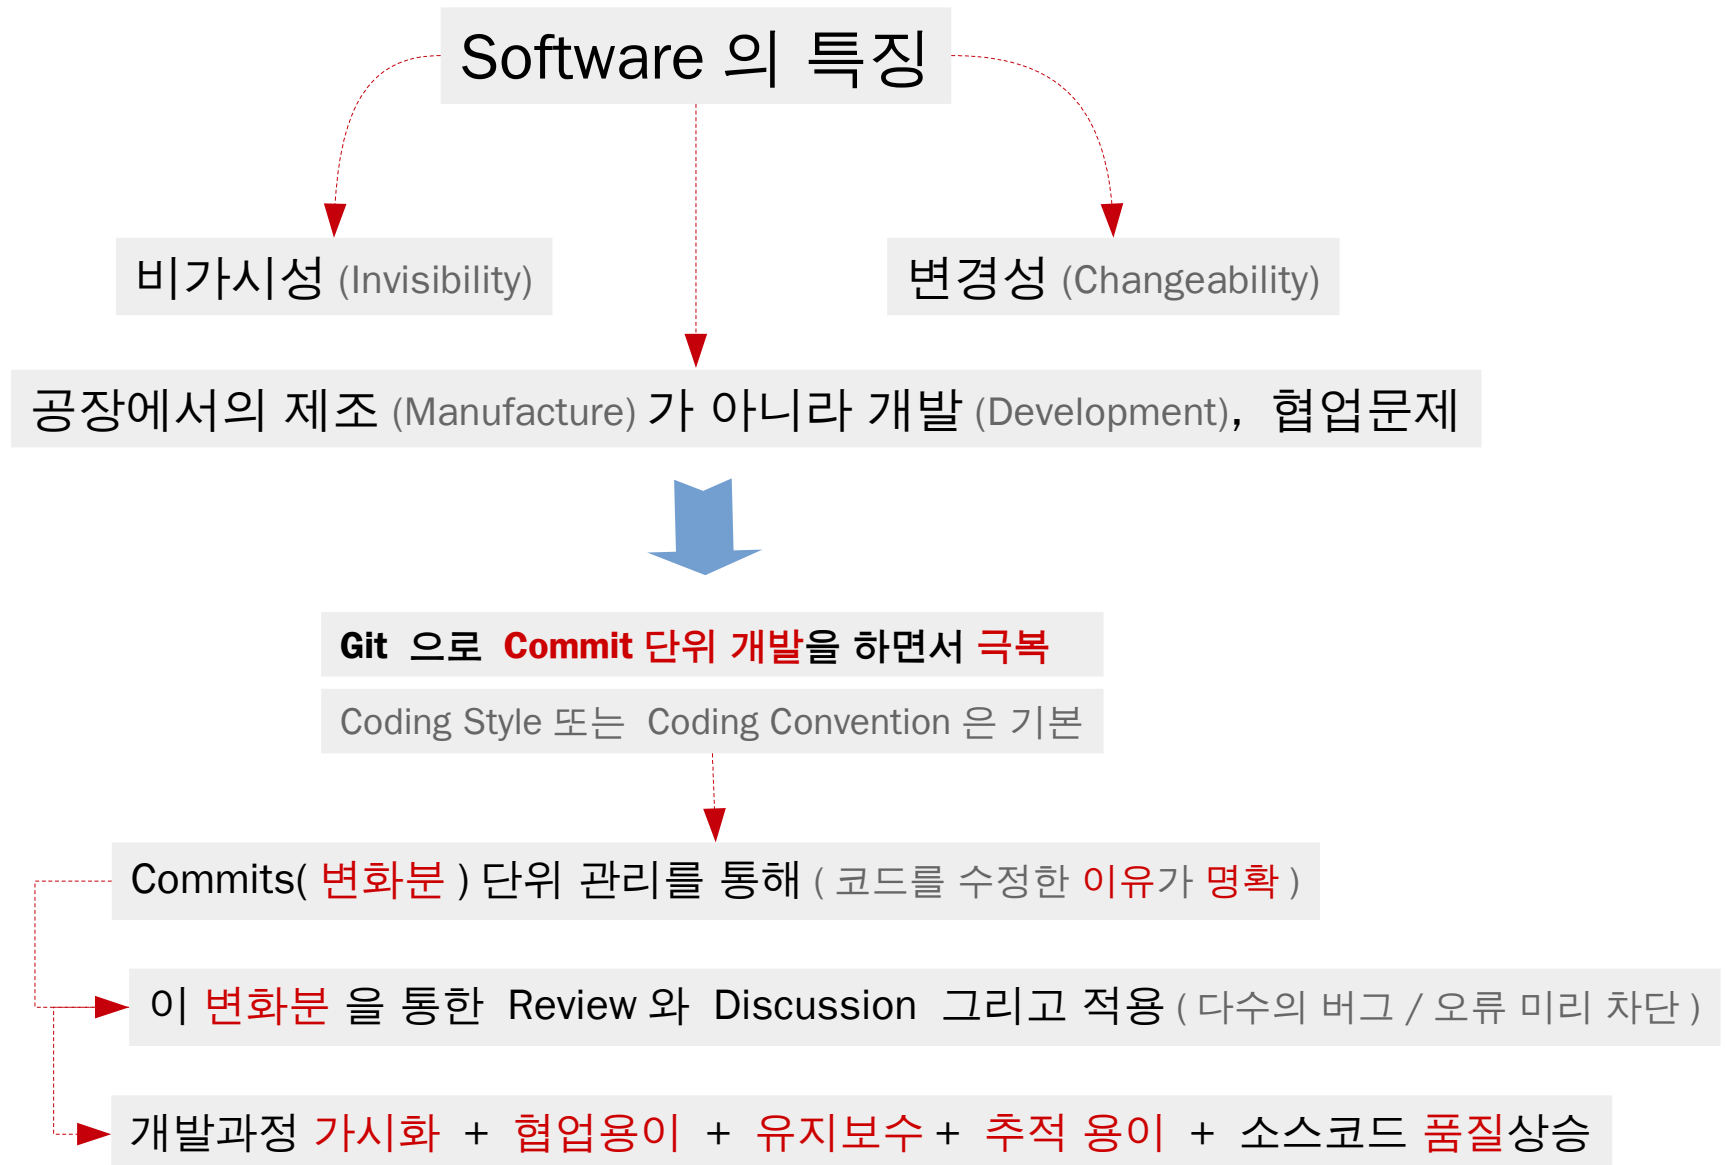 Software 의 특징
비가시성 (Invisibility)
변경성 (Changeability)
공장에서의 제조 (Manufacture) 가 아니라 개발 (Development), 협업문제
Git 으로 Commit 단위 개발을 하면서 극복
Coding Style 또는 Coding Convention 은 기본
Commits( 변화분 ) 단위 관리를 통해 ( 코드를 수정한 이유가 명확 )
이 변화분 을 통한 Review 와 Discussion 그리고 적용 ( 다수의 버그 / 오류 미리 차단 )
개발과정 가시화 + 협업용이 + 유지보수 + 추적 용이 + 소스코드 품질상승